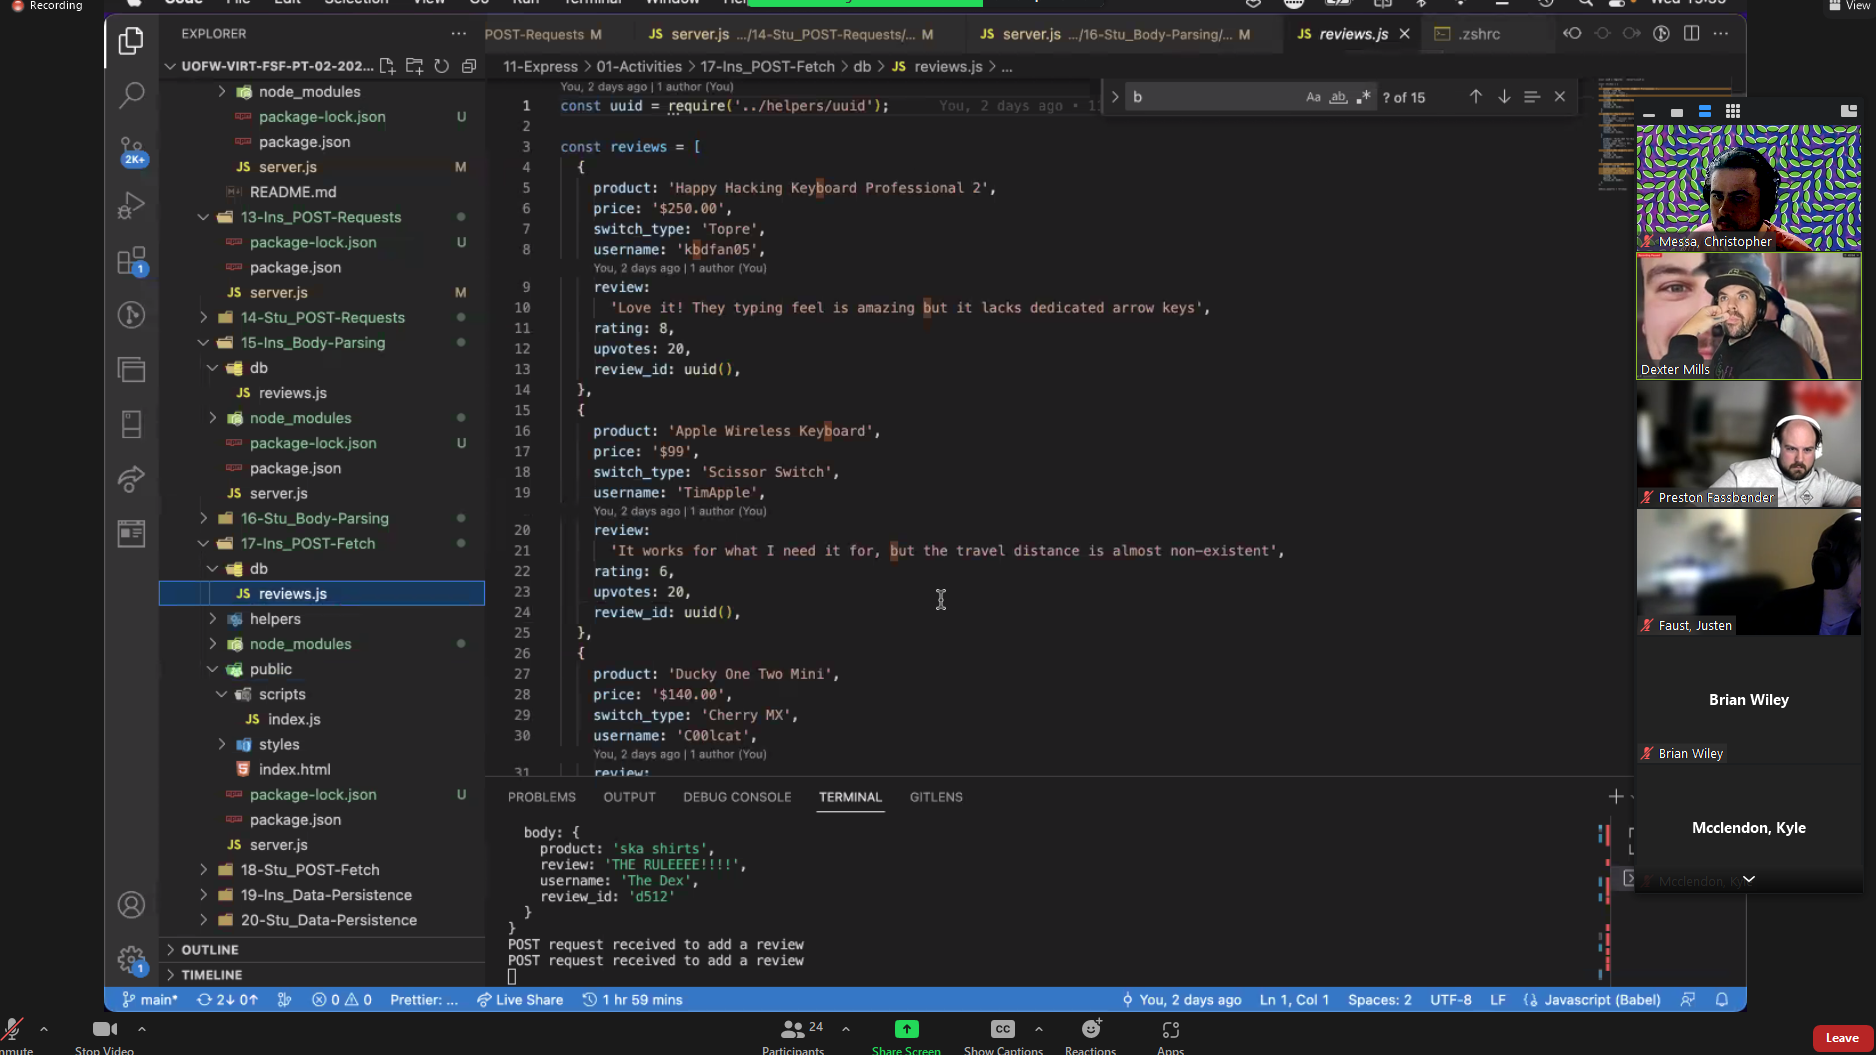 Recording
Code
File
Edit
Selection
View
Go
Run
Terminal
Window
View
EXPLORER
UOFW-VIRT-FSF-PT-02-202...
node_modules
package-lock.json U
package.json
server.js M
README.md
13-Ins_POST-Requests
package-lock.json
package.json
server.js M
14-Stu_POST-Requests
15-Ins_Body-Parsing
db
reviews.js
node_modules
package-lock.json
package.json
server.js
16-Stu_Body-Parsing
17-Ins_POST-Fetch
db
reviews.js
helpers
node_modules
public
scripts
index.js
styles
index.html
package-lock.json U
package.json
server.js
18-Stu_POST-Fetch
19-Ins_Data-Persistence
20-Stu_Data-Persistence
OUTLINE
TIMELINE
2K+
1
1
POST-Requests M
server.js .../14-Stu_POST-Requests/... M
server.js .../16-Stu_Body-Parsing/... M
JS reviews.js
.zshrc
11-Express > 01-Activities > 17-Ins_POST-Fetch > db > JS reviews.js > ...
b
Aa ab .* ? of 15
You, 2 days ago | 1 author (You)
1 const uuid = require('../helpers/uuid'); You, 2 days ago • 11
2
3 const reviews = [
4 {
5 product: 'Happy Hacking Keyboard Professional 2',
6 price: '$250.00',
7 switch_type: 'Topre',
8 username: 'kbdfan05',
You, 2 days ago | 1 author (You)
9 review:
10 'Love it! They typing feel is amazing but it lacks dedicated arrow keys',
11 rating: 8,
12 upvotes: 20,
13 review_id: uuid(),
14 },
15 {
16 product: 'Apple Wireless Keyboard',
17 price: '$99',
18 switch_type: 'Scissor Switch',
19 username: 'TimApple',
You, 2 days ago | 1 author (You)
20 review:
21 'It works for what I need it for, but the travel distance is almost non-existent',
22 rating: 6,
23 upvotes: 20,
24 review_id: uuid(),
25 },
26 {
27 product: 'Ducky One Two Mini',
28 price: '$140.00',
29 switch_type: 'Cherry MX',
30 username: 'C00lcat',
You, 2 days ago | 1 author (You)
31 review:
PROBLEMS OUTPUT DEBUG CONSOLE TERMINAL GITLENS
body: {
product: 'ska shirts',
review: 'THE RULEEEE!!!!',
username: 'The Dex',
review_id: 'd512'
}
}
POST request received to add a review
POST request received to add a review
main* 2↓ 0↑ 0 0 Prettier: ... Live Share 1 hr 59 mins
You, 2 days ago Ln 1, Col 1 Spaces: 2 UTF-8 LF Javascript (Babel)
Messa, Christopher
Dexter Mills
Preston Fassbender
Faust, Justen
Brian Wiley
Brian Wiley
Mcclendon, Kyle
Mcclendon, Kyle
Stop Video
24
Participants
Share Screen
CC
Show Captions
Reactions
Apps
Leave